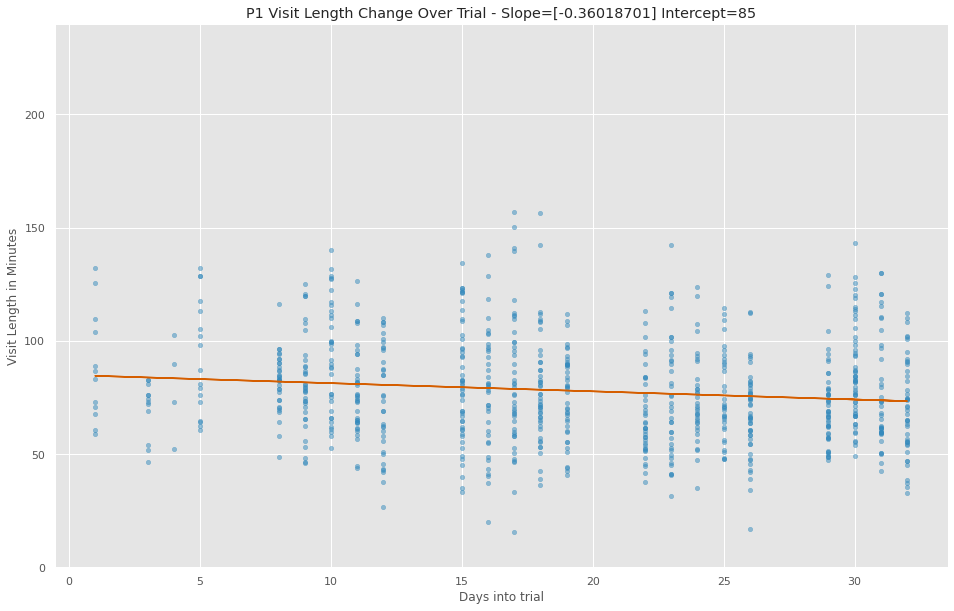 P1 Visit Length Change Over Trial - Slope=[-0.36018701] Intercept=85
Visit Length in Minutes
200
150
100
50
0
0 5 10 15 20 25 30
Days into trial